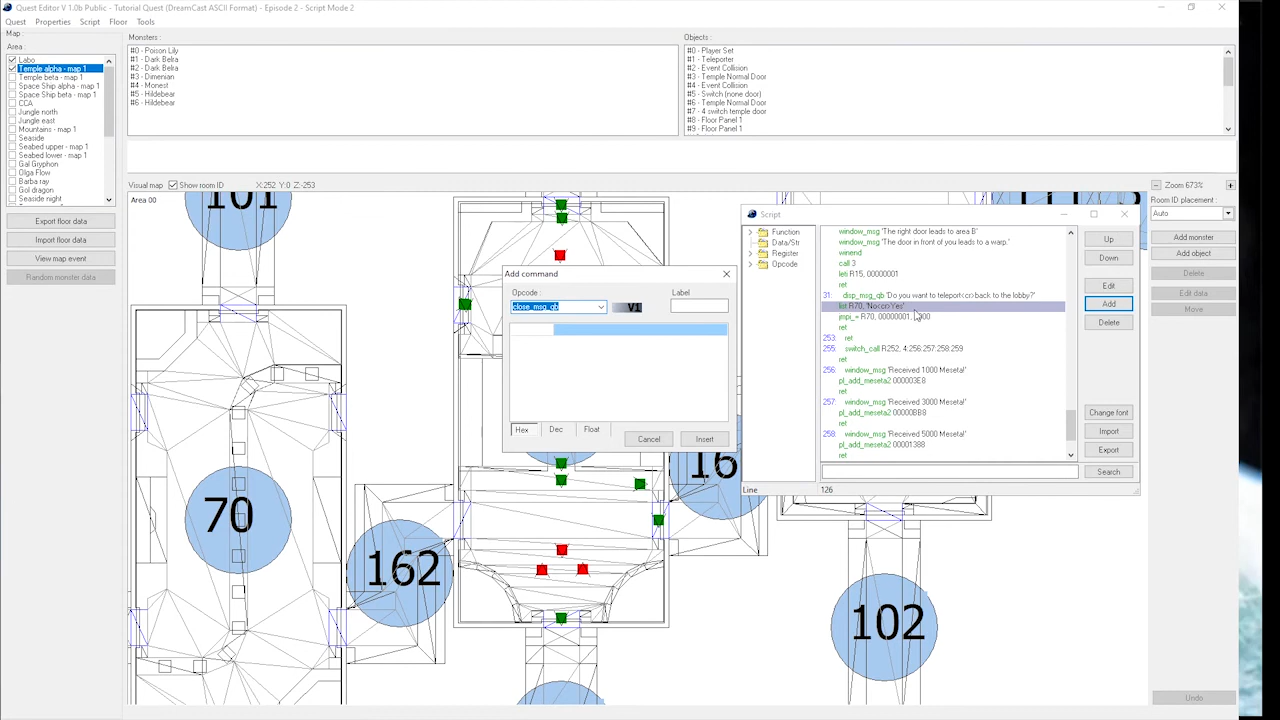 Quest Editor V 1.0b Public - Tutorial Quest (DreamCast ASCII Format) - Episode 2 - Script Mode 2
Quest Properties Script Floor Tools
Map :
Area :
Labo
Temple alpha - map 1
Temple beta - map 1
Space Ship alpha - map 1
Space Ship beta - map 1
CCA
Jungle north
Jungle east
Mountains - map 1
Seaside
Seabed upper - map 1
Seabed lower - map 1
Gal Gryphon
Olga Flow
Barba ray
Gol dragon
Seaside night
Export floor data
Import floor data
View map event
Random monster data
Monsters :
#0 - Poison Lily
#1 - Dark Belra
#2 - Dark Belra
#3 - Dimenian
#4 - Monest
#5 - Hildebear
#6 - Hildebear
Objects :
#0 - Player Set
#1 - Teleporter
#2 - Event Collision
#3 - Temple Normal Door
#4 - Event Collision
#5 - Switch (none door)
#6 - Temple Normal Door
#7 - 4 switch temple door
#8 - Floor Panel 1
#9 - Floor Panel 1
Visual map Show room ID X:252 Y:0 Z:-253
Zoom 673%
Room ID placement :
Auto
Add monster
Add object
Delete
Edit data
Move
Undo
Area 00
101
70
162
16
102
Add command
Opcode :
close_msg_qb
V1
Label
Hex Dec Float
Cancel Insert
Script
Function
Data/Str
Register
Opcode
window_msg 'The right door leads to area B'
window_msg 'The door in front of you leads to a warp.'
winend
call 3
leti R15, 00000001
ret
31: disp_msg_qb 'Do you want to teleport<cr>back to the lobby?'
list R70, 'No<cr>Yes'
ret
253: ret
255: switch_call R252, 4:256:257:258:259
ret
256: window_msg 'Received 1000 Meseta!'
pl_add_meseta2 000003E8
ret
257: window_msg 'Received 3000 Meseta!'
pl_add_meseta2 00000BB8
ret
258: window_msg 'Received 5000 Meseta!'
pl_add_meseta2 00001388
ret
Up
Down
Edit
Add
Delete
Change font
Import
Export
Search
Line 126